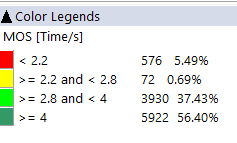 Color Legends
MOS [Time/s]
< 2.2 576 5.49%
>= 2.2 and < 2.8 72 0.69%
>= 2.8 and < 4 3930 37.43%
>= 4 5922 56.40%